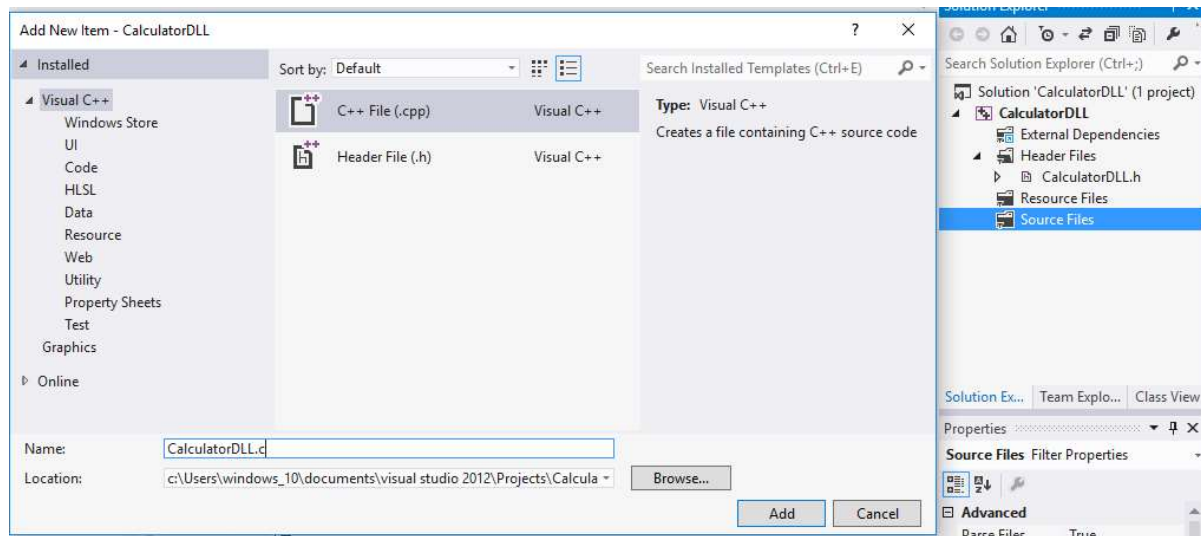 Add New Item - CalculatorDLL
?
Installed
Sort by: Default
Search Installed Templates (Ctrl+E)
Visual C++
Windows Store
UI
Code
HLSL
Data
Resource
Web
Utility
Property Sheets
Test
Graphics
Online
C++ File (.cpp) Visual C++
Header File (.h) Visual C++
Type: Visual C++
Creates a file containing C++ source code
Name: CalculatorDLL.c
Location: c:\Users\windows_10\documents\visual studio 2012\Projects\Calcula
Browse...
Add Cancel
Solution Explorer
Search Solution Explorer (Ctrl+;)
Solution 'CalculatorDLL' (1 project)
CalculatorDLL
External Dependencies
Header Files
CalculatorDLL.h
Resource Files
Source Files
Solution Ex... Team Explo... Class View
Properties
Source Files Filter Properties
Advanced
Parse Files True